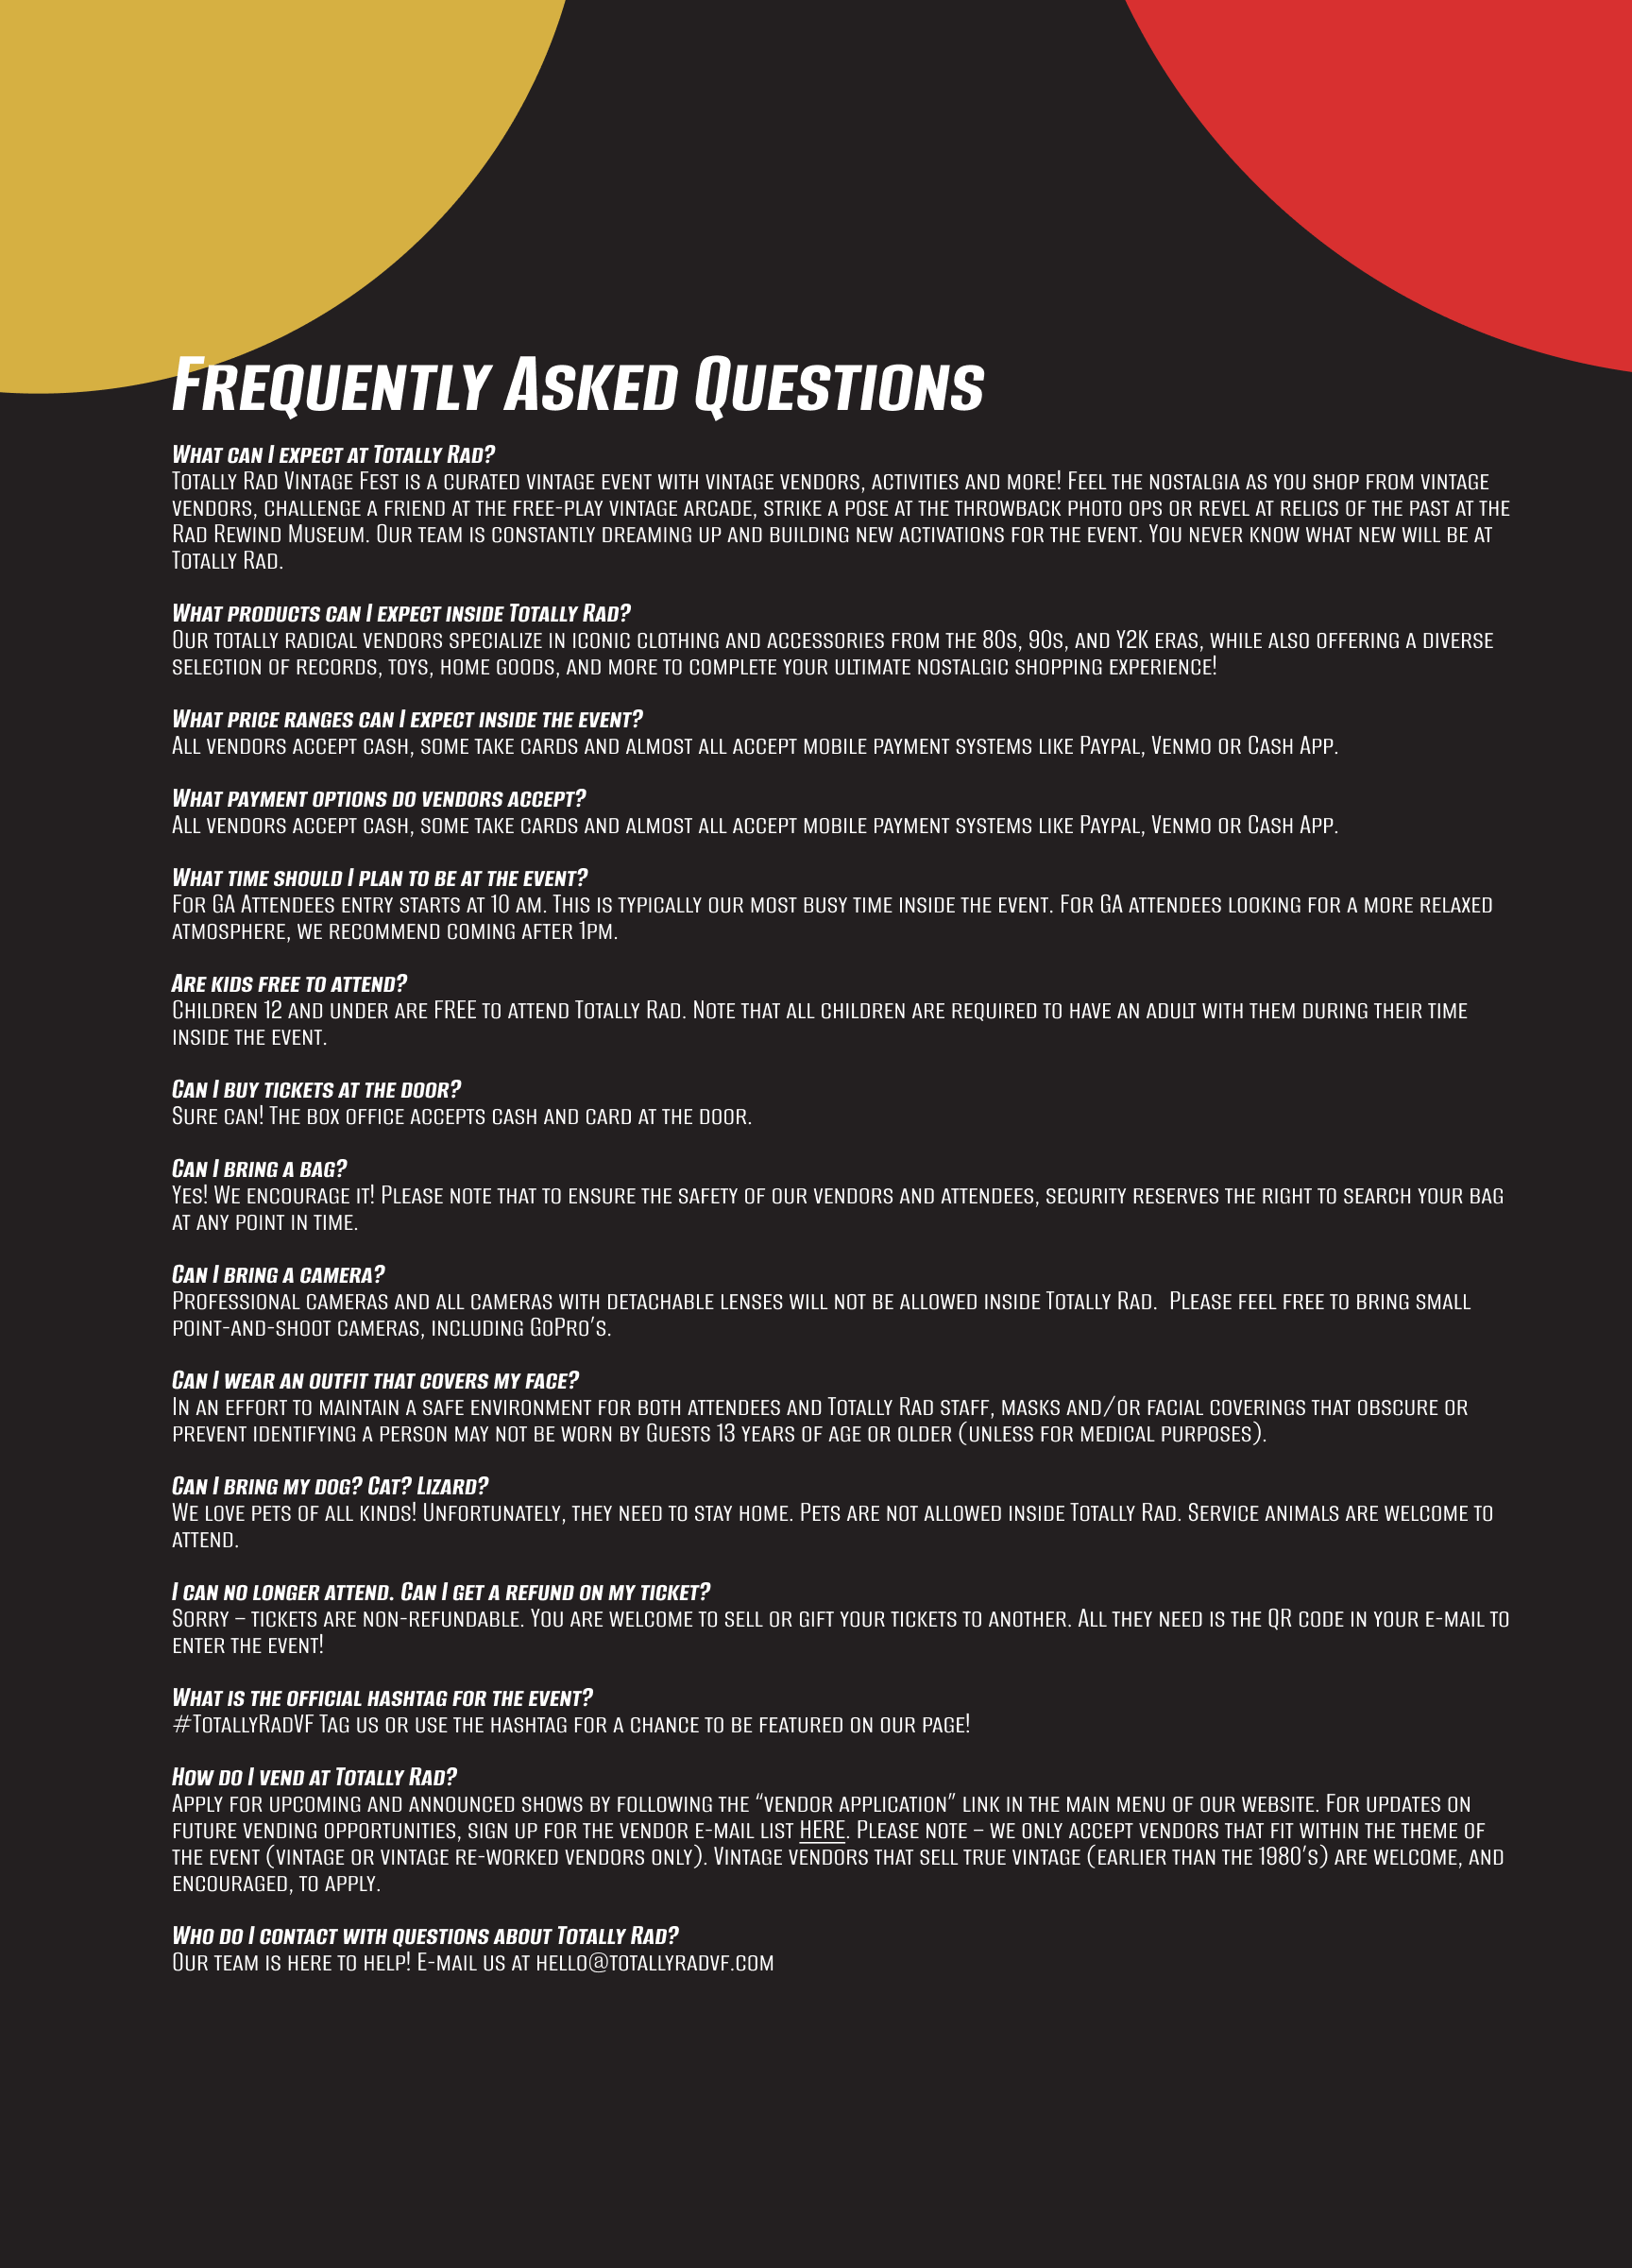 Frequently Asked Questions
What can I expect at Totally Rad?
Totally Rad Vintage Fest is a curated vintage event with vintage vendors, activities and more! Feel the nostalgia as you shop from vintage
vendors, challenge a friend at the free-play vintage arcade, strike a pose at the throwback photo ops or revel at relics of the past at the
Rad Rewind Museum. Our team is constantly dreaming up and building new activations for the event. You never know what new will be at
Totally Rad.
What products can I expect inside Totally Rad?
Our totally radical vendors specialize in iconic clothing and accessories from the 80s, 90s, and Y2K eras, while also offering a diverse
selection of records, toys, home goods, and more to complete your ultimate nostalgic shopping experience!
What price ranges can I expect inside the event?
All vendors accept cash, some take cards and almost all accept mobile payment systems like Paypal, Venmo or Cash App.
What payment options do vendors accept?
All vendors accept cash, some take cards and almost all accept mobile payment systems like Paypal, Venmo or Cash App.
What time should I plan to be at the event?
For GA Attendees entry starts at 10 am. This is typically our most busy time inside the event. For GA attendees looking for a more relaxed
atmosphere, we recommend coming after 1pm.
Are kids free to attend?
Children 12 and under are FREE to attend Totally Rad. Note that all children are required to have an adult with them during their time
inside the event.
Can I buy tickets at the door?
Sure can! The box office accepts cash and card at the door.
Can I bring a bag?
Yes! We encourage it! Please note that to ensure the safety of our vendors and attendees, security reserves the right to search your bag
at any point in time.
Can I bring a camera?
Professional cameras and all cameras with detachable lenses will not be allowed inside Totally Rad.  Please feel free to bring small
point-and-shoot cameras, including GoPro's.
Can I wear an outfit that covers my face?
In an effort to maintain a safe environment for both attendees and Totally Rad staff, masks and/or facial coverings that obscure or
prevent identifying a person may not be worn by Guests 13 years of age or older (unless for medical purposes).
Can I bring my dog? Cat? Lizard?
We love pets of all kinds! Unfortunately, they need to stay home. Pets are not allowed inside Totally Rad. Service animals are welcome to
attend.
I can no longer attend. Can I get a refund on my ticket?
Sorry – tickets are non-refundable. You are welcome to sell or gift your tickets to another. All they need is the QR code in your e-mail to
enter the event!
What is the official hashtag for the event?
#TotallyRadVF Tag us or use the hashtag for a chance to be featured on our page!
How do I vend at Totally Rad?
Apply for upcoming and announced shows by following the “vendor application” link in the main menu of our website. For updates on
future vending opportunities, sign up for the vendor e-mail list HERE. Please note – we only accept vendors that fit within the theme of
the event (vintage or vintage re-worked vendors only). Vintage vendors that sell true vintage (earlier than the 1980's) are welcome, and
encouraged, to apply.
Who do I contact with questions about Totally Rad?
Our team is here to help! E-mail us at hello@totallyradvf.com